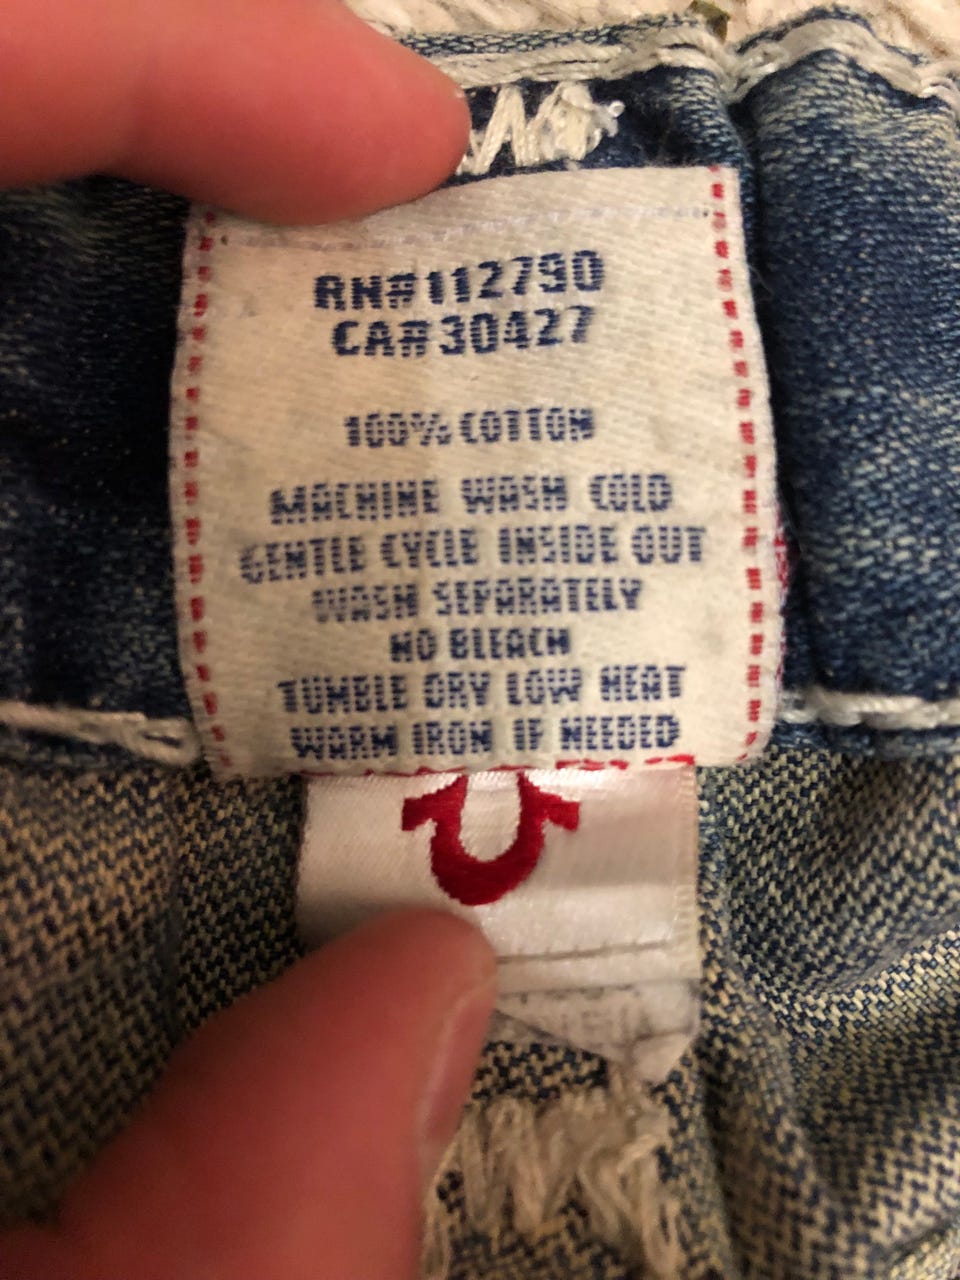 RN#112790
CA#30427
100% COTTON
MACHINE WASH COLD
GENTLE CYCLE INSIDE OUT
WASH SEPARATELY
NO BLEACH
TUMBLE DRY LOW HEAT
WARM IRON IF NEEDED